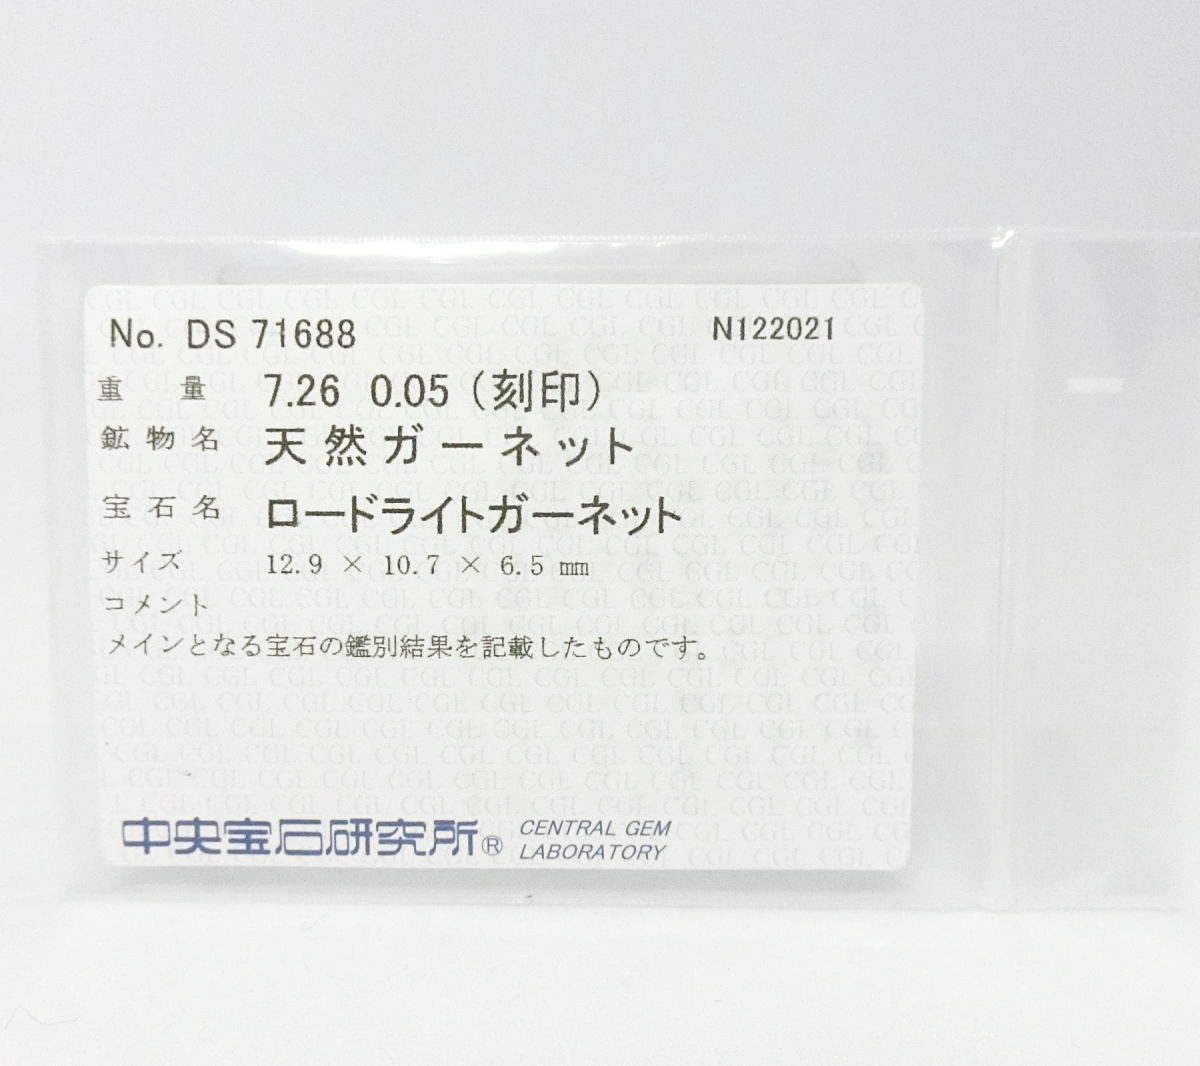 No. DS 71688 N122021
重量 7.26 0.05 (刻印)
鉱物名 天然ガーネット
宝石名 ロードライトガーネット
サイズ 12.9 × 10.7 × 6.5 mm
コメント
メインとなる宝石の鑑別結果を記載したものです。
中央宝石研究所® CENTRAL GEM
LABORATORY